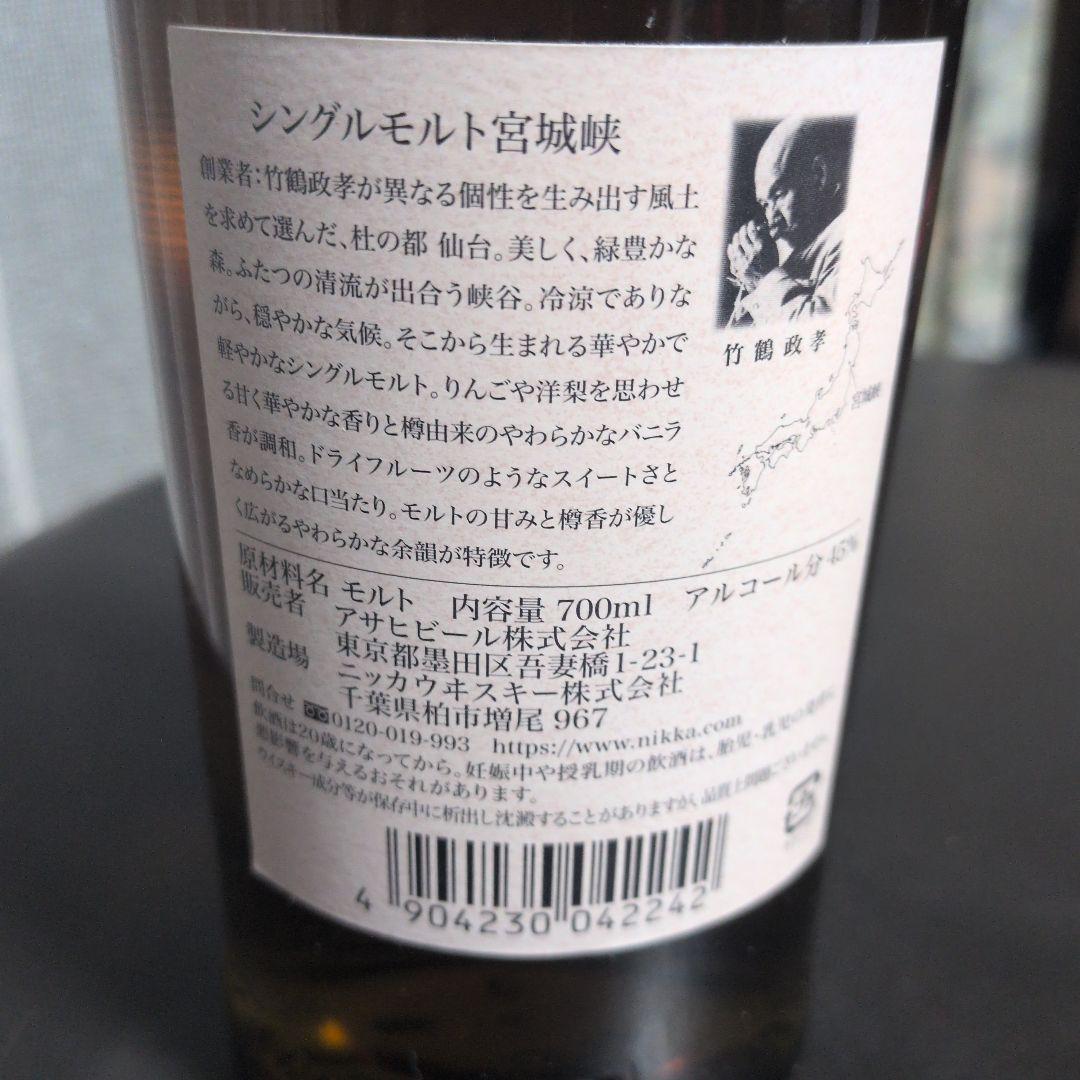 シングルモルト宮城峡
創業者:竹鶴政孝が異なる個性を生み出す風土
を求めて選んだ、杜の都 仙台。美しく、緑豊かな
森。ふたつの清流が出合う峡谷。冷涼でありな
がら、穏やかな気候。そこから生まれる華やかで
軽やかなシングルモルト。りんごや洋梨を思わせ
る甘く華やかな香りと樽由来のやわらかなバニラ
香が調和。ドライフルーツのようなスイートさと
なめらかな口当たり。モルトの甘みと樽香が優し
く広がるやわらかな余韻が特徴です。
竹鶴政孝
宮城峡
原材料名 モルト 内容量 700ml アルコール分 45%
販売者 アサヒビール株式会社
東京都墨田区吾妻橋1-23-1
製造場 ニッカウヰスキー株式会社
千葉県柏市増尾 967
問合せ 0120-019-993 https://www.nikka.com
飲酒は20歳になってから。妊娠中や授乳期の飲酒は、胎児・乳児の発育に
悪影響を与えるおそれがあります。
ウイスキー成分等が保存中に析出し沈澱することがありますが、品質上問題ございません。
4 904230 042242